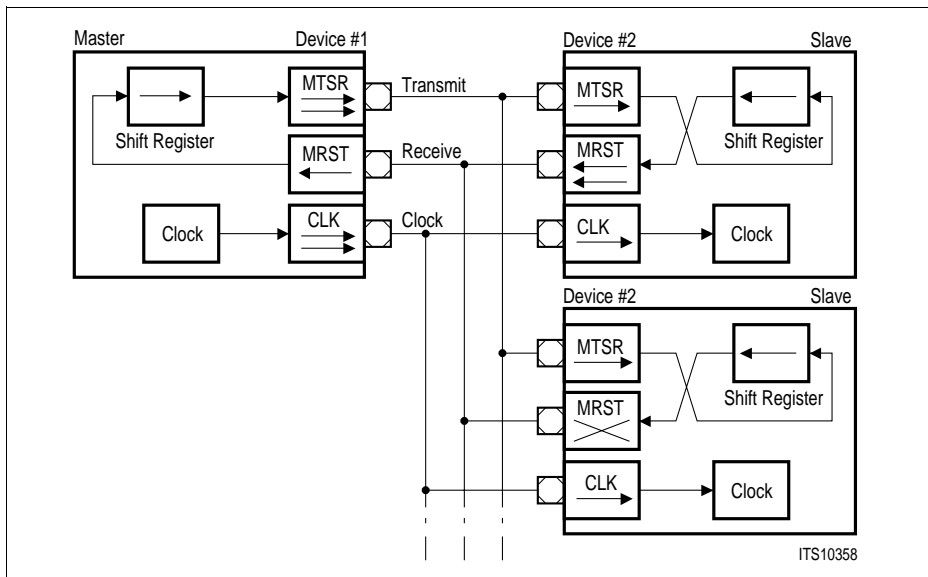 Master Device #1
MTSR
Shift Register
MRST
Clock
CLK
Transmit
Receive
Clock
Device #2 Slave
MTSR
Shift Register
MRST
CLK
Clock
Device #2 Slave
MTSR
Shift Register
MRST
CLK
Clock
ITS10358